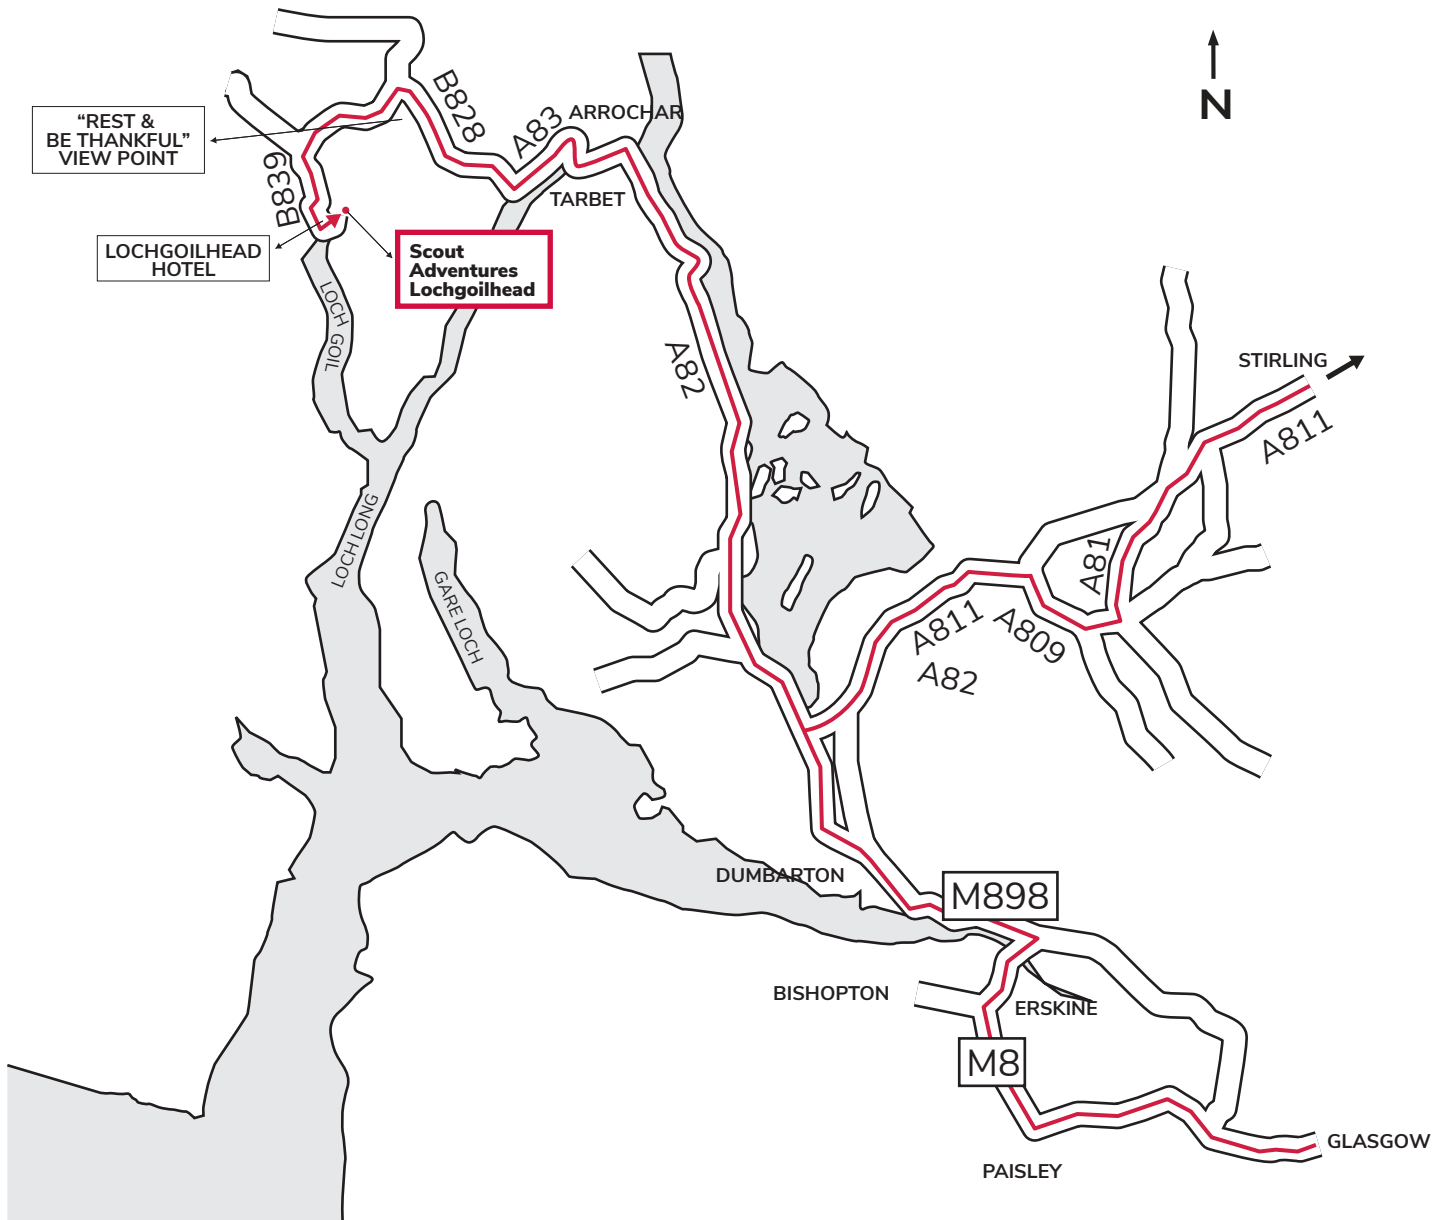 N
B828
A83
ARROCHAR
“REST &
BE THANKFUL”
VIEW POINT
B839
TARBET
LOCHGOILHEAD
HOTEL
Scout
Adventures
Lochgoilhead
LOCH GOIL
A82
STIRLING
A811
LOCH LONG
A81
GARE LOCH
A811
A809
A82
DUMBARTON
M898
BISHOPTON
ERSKINE
M8
GLASGOW
PAISLEY